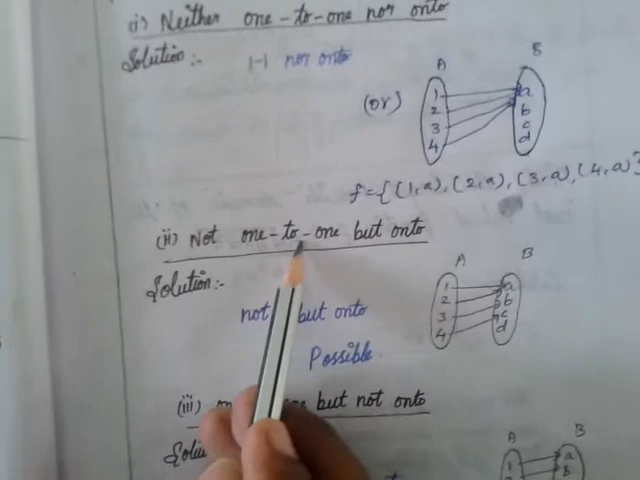 (i) Neither one-to-one nor onto
Solution:- 1-1 nor onto
A B
(or)
1 a
2 b
3 c
4 d
f={(1,a),(2,a),(3,a),(4,a)}
(ii) Not one-to-one but onto
Solution:-
A B
1 a
2 b
3 c
4 d
not but onto
Possible.
(iii) but not onto
A B
1 a